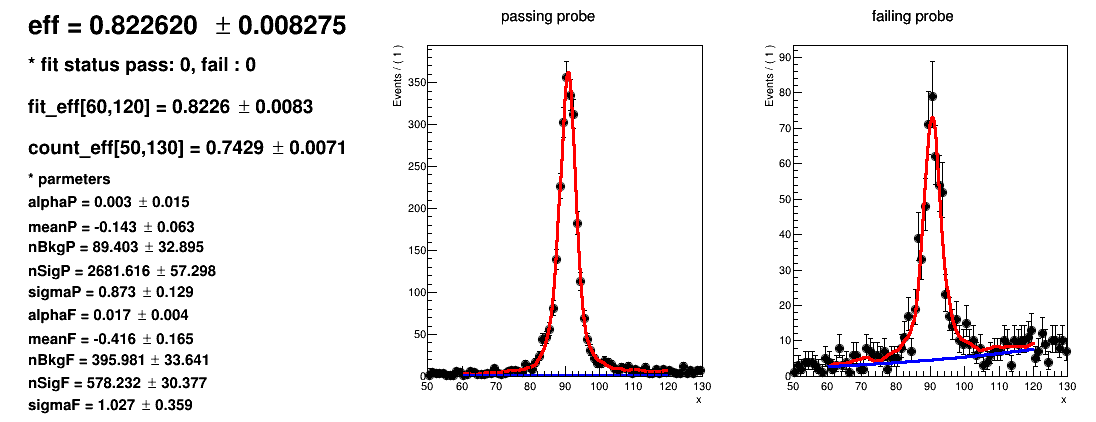 eff = 0.822620 ± 0.008275
* fit status pass: 0, fail : 0
fit_eff[60,120] = 0.8226 ± 0.0083
count_eff[50,130] = 0.7429 ± 0.0071
* parmeters
alphaP = 0.003 ± 0.015
meanP = -0.143 ± 0.063
nBkgP = 89.403 ± 32.895
nSigP = 2681.616 ± 57.298
sigmaP = 0.873 ± 0.129
alphaF = 0.017 ± 0.004
meanF = -0.416 ± 0.165
nBkgF = 395.981 ± 33.641
nSigF = 578.232 ± 30.377
sigmaF = 1.027 ± 0.359
passing probe
Events / ( 1 )
350
300
250
200
150
100
50
0
50 60 70 80 90 100 110 120 130
x
failing probe
Events / ( 1 )
90
80
70
60
50
40
30
20
10
0
50 60 70 80 90 100 110 120 130
x